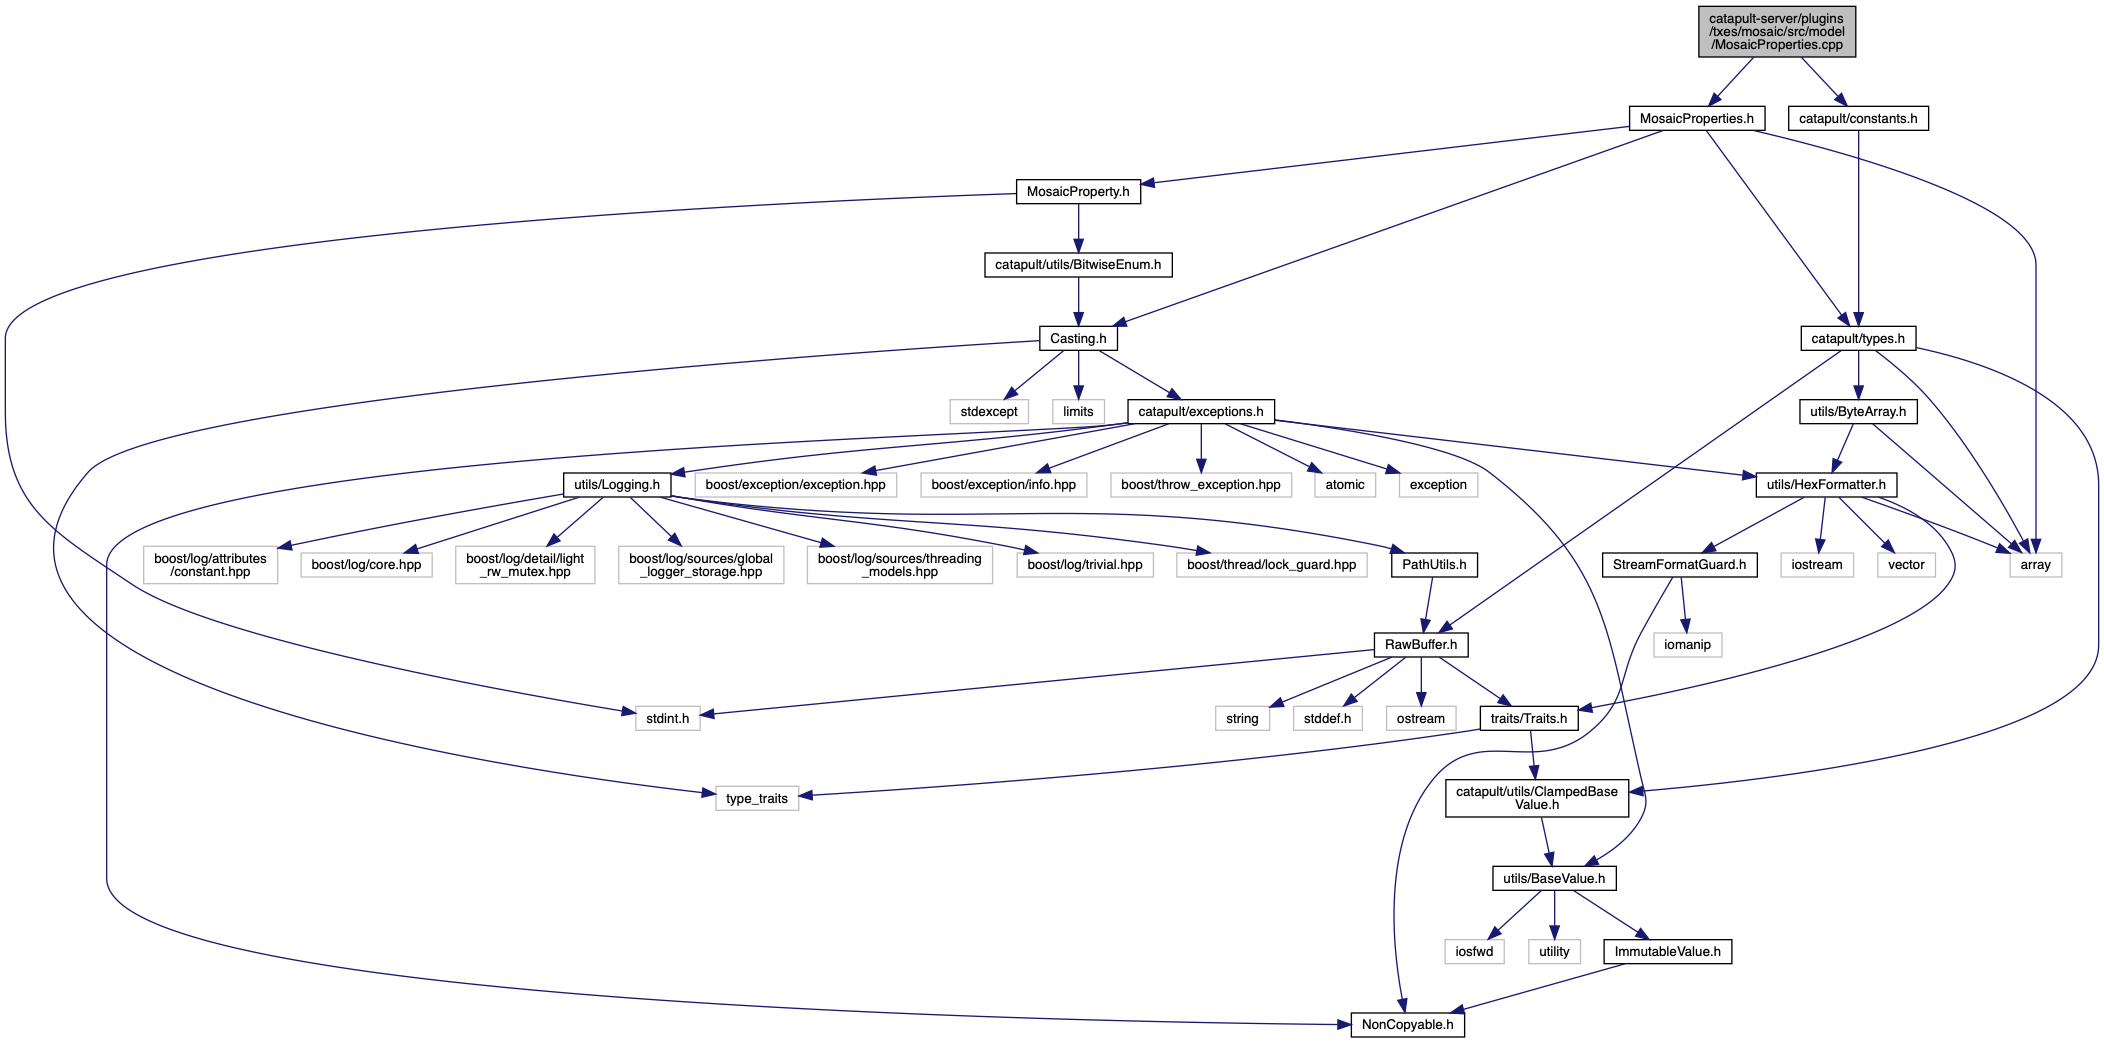 catapult-server/plugins
/txes/mosaic/src/model
/MosaicProperties.cpp
MosaicProperties.h
catapult/constants.h
MosaicProperty.h
catapult/utils/BitwiseEnum.h
Casting.h
catapult/types.h
stdexcept
limits
catapult/exceptions.h
utils/ByteArray.h
utils/Logging.h
boost/exception/exception.hpp
boost/exception/info.hpp
boost/throw_exception.hpp
atomic
exception
utils/HexFormatter.h
boost/log/attributes
/constant.hpp
boost/log/core.hpp
boost/log/detail/light
_rw_mutex.hpp
boost/log/sources/global
_logger_storage.hpp
boost/log/sources/threading
_models.hpp
boost/log/trivial.hpp
boost/thread/lock_guard.hpp
PathUtils.h
StreamFormatGuard.h
iostream
vector
array
RawBuffer.h
iomanip
stdint.h
string
stddef.h
ostream
traits/Traits.h
type_traits
catapult/utils/ClampedBase
Value.h
utils/BaseValue.h
iosfwd
utility
ImmutableValue.h
NonCopyable.h